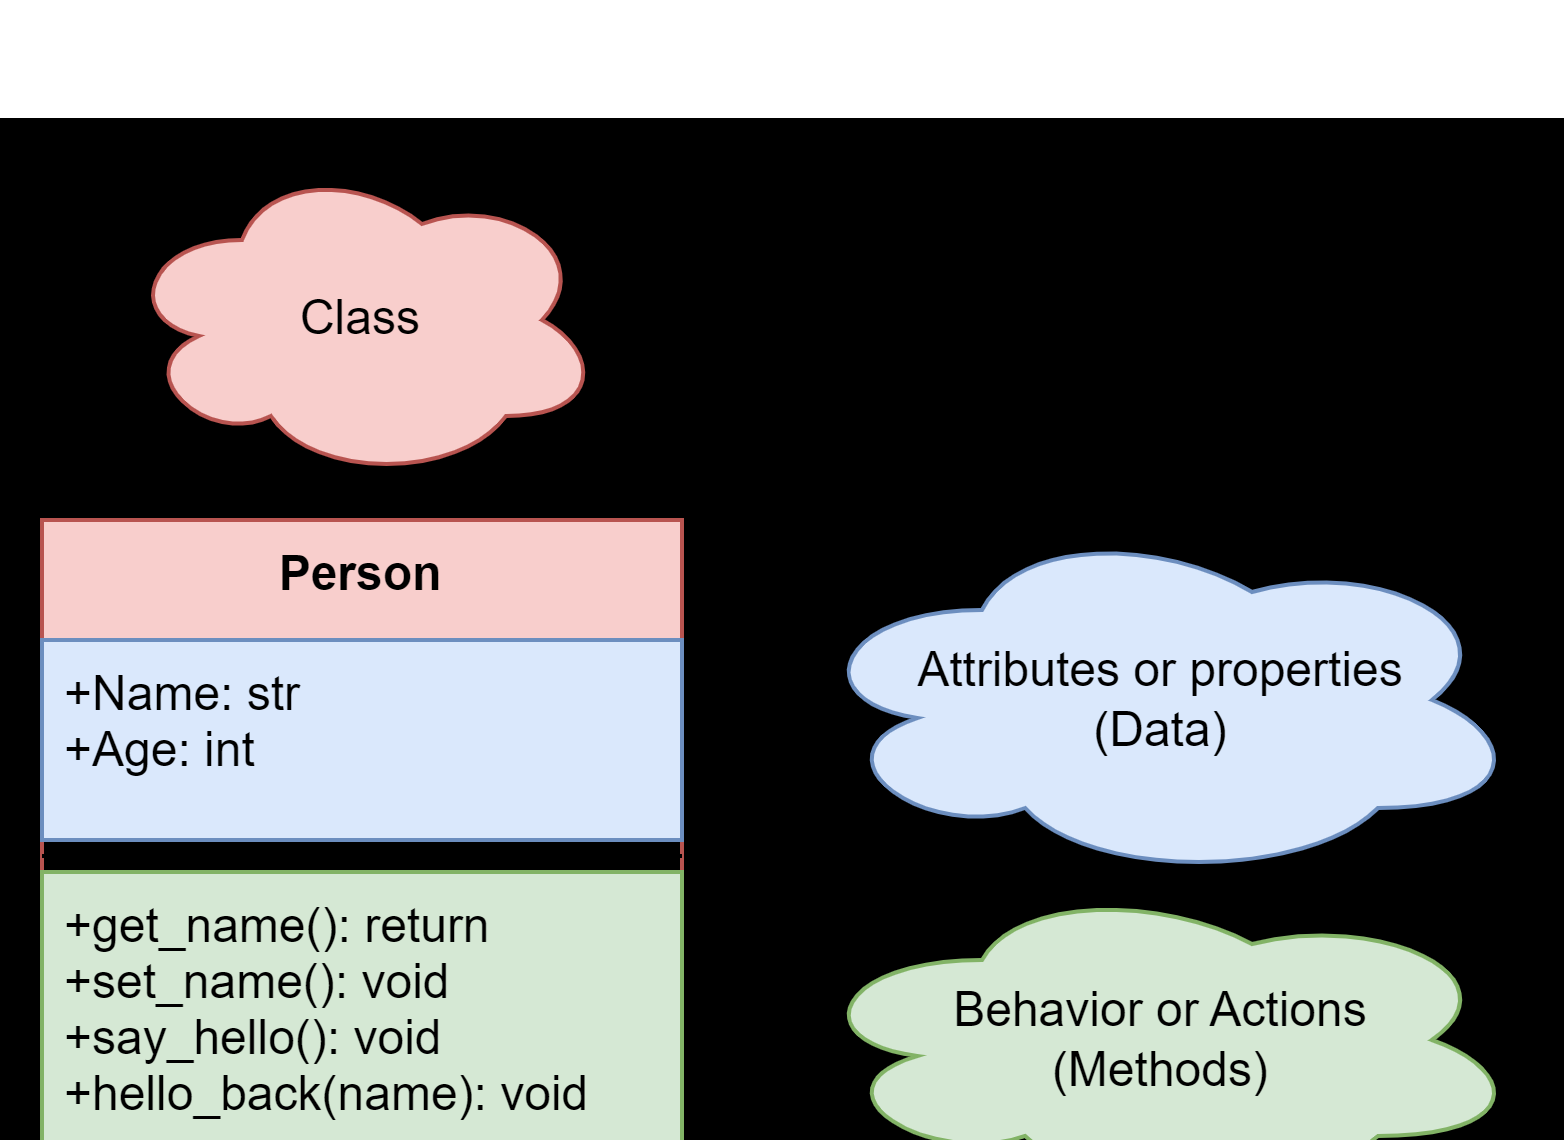 Class
Person
+Name: str
+Age: int
Attributes or properties
(Data)
+get_name(): return
+set_name(): void
+say_hello(): void
+hello_back(name): void
Behavior or Actions
(Methods)